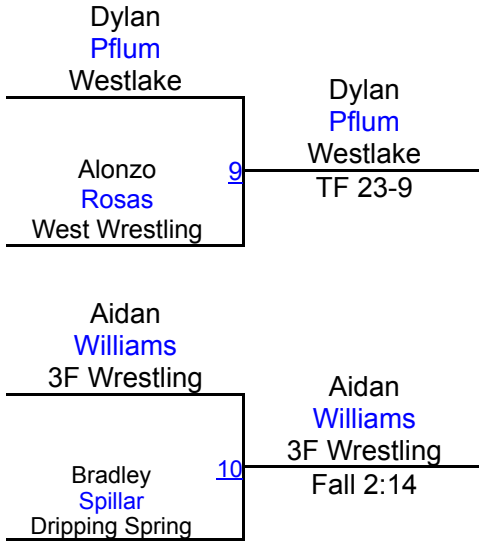 Dylan
Pflum
Westlake
Alonzo
Rosas
West Wrestling
9
Dylan
Pflum
Westlake
TF 23-9
Aidan
Williams
3F Wrestling
Bradley
Spillar
Dripping Spring
10
Aidan
Williams
3F Wrestling
Fall 2:14